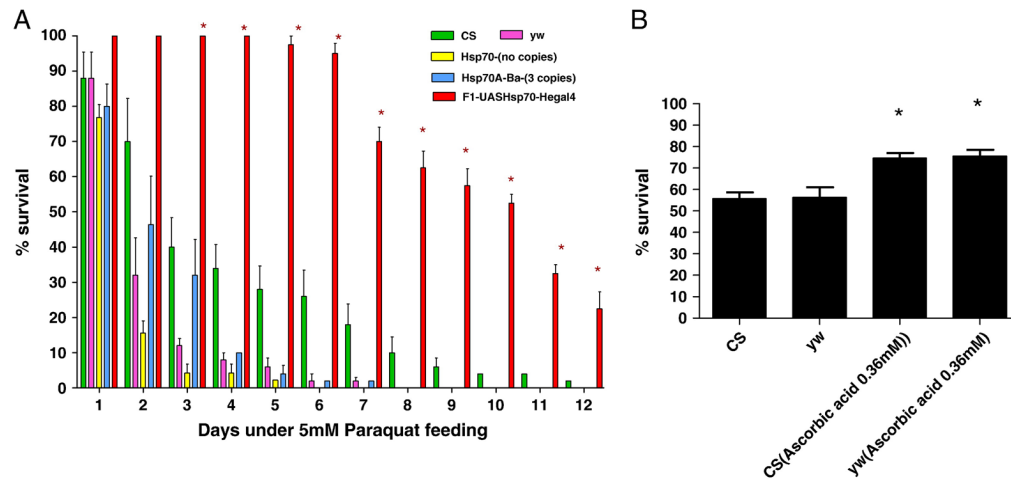 A
% survival
100
90
80
70
60
50
40
30
20
10
0
* * * * * * * * * *
CS yw
Hsp70-(no copies)
Hsp70A-Ba-(3 copies)
F1-UASHsp70-Hegal4
1 2 3 4 5 6 7 8 9 10 11 12
Days under 5mM Paraquat feeding
B
% survival
100
90
80
70
60
50
40
30
20
10
0
* *
CS
yw
CS(Ascorbic acid 0.36mM))
yw(Ascorbic acid 0.36mM)